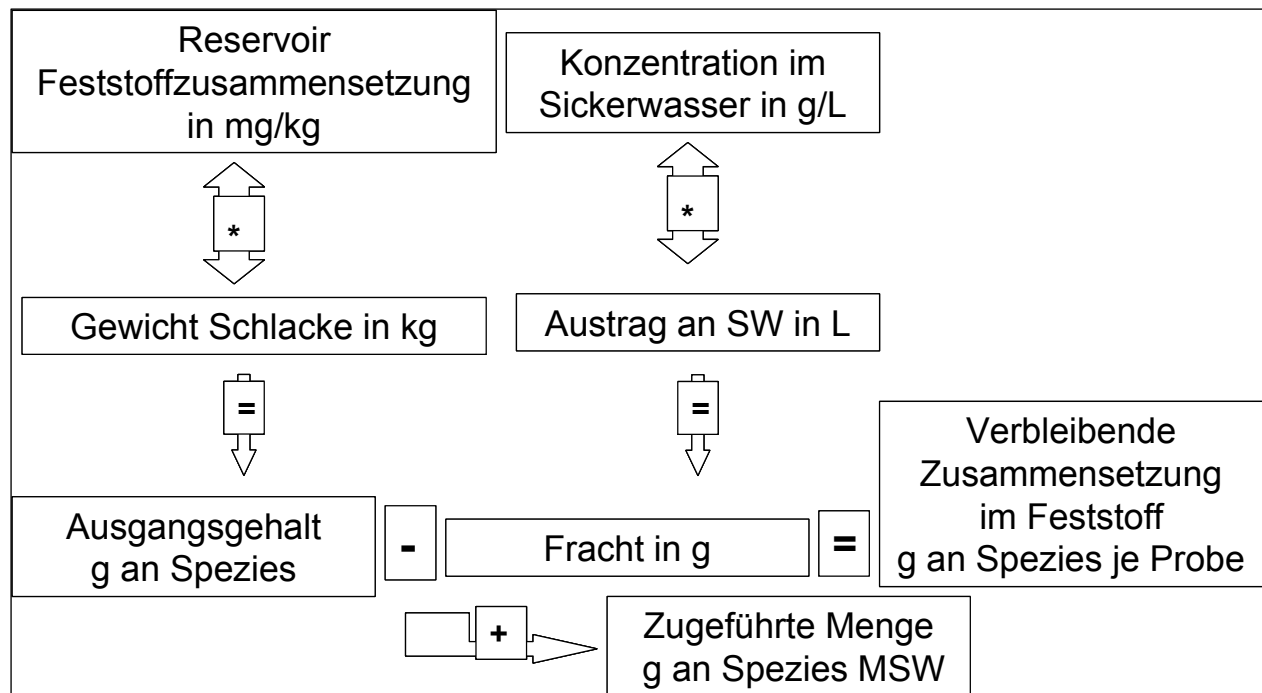 Reservoir
Feststoffzusammensetzung
in mg/kg
Konzentration im
Sickerwasser in g/L
*
*
Gewicht Schlacke in kg
Austrag an SW in L
=
=
Ausgangsgehalt
g an Spezies
-
Fracht in g
=
Verbleibende
Zusammensetzung
im Feststoff
g an Spezies je Probe
+
Zugeführte Menge
g an Spezies MSW